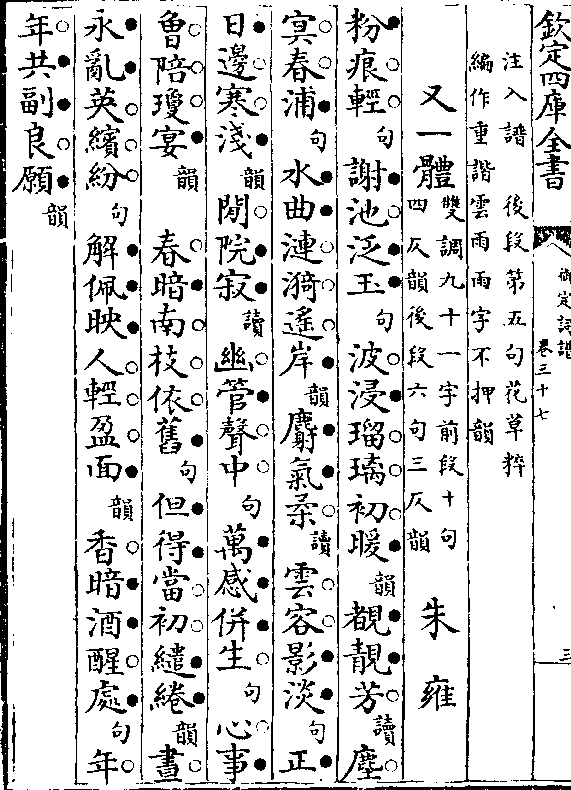 欽定四庫全書
御定詞譜
卷三十七
三
注入譜　後段第五句花草粹
編作重諧雲雨雨字不押韻
又一體　雙調九十一字前段十句
四仄韻後段六句三仄韻　朱雍
粉痕輕句謝池泛玉句波浸瑠璃初暖韻覩靚芳讀塵
㝠春浦句水曲漣漪遙岸韻麝氣柔讀雲容影淡句正
日邊寒淺韻閒院寂讀幽管聲中句萬感併生句心事
曾陪瓊宴韻　春暗南枝依舊句但得當初繾綣韻晝
永亂英繽紛句解佩映人輕盈面韻香暗酒醒處句年
年共副良願韻